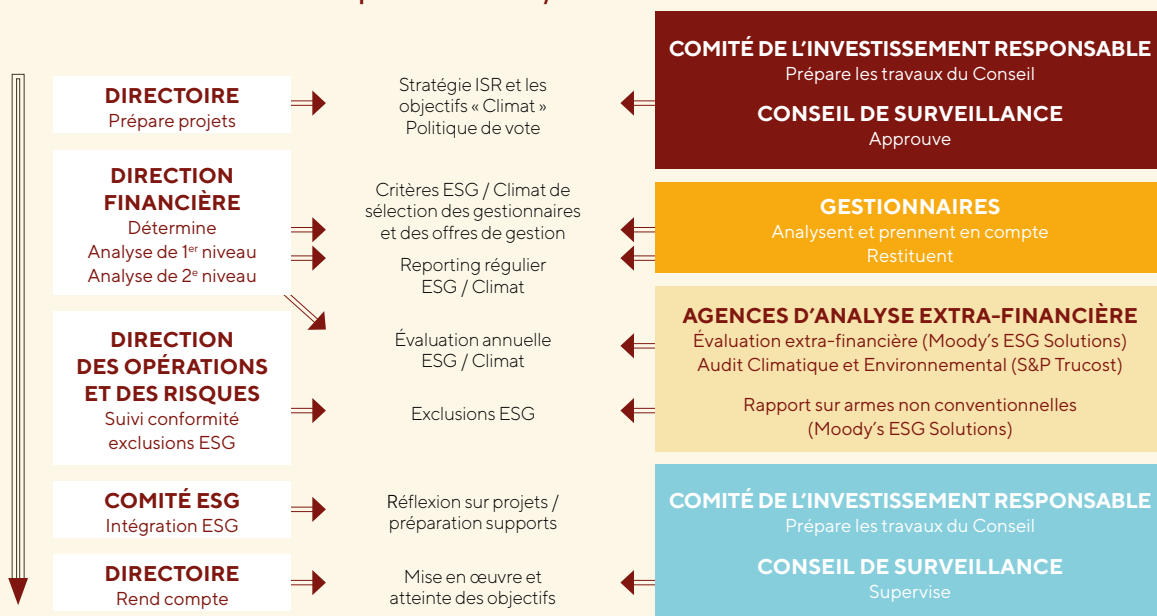 DIRECTOIRE
Prépare projets
Stratégie ISR et les
objectifs « Climat »
Politique de vote
COMITÉ DE L'INVESTISSEMENT RESPONSABLE
Prépare les travaux du Conseil
CONSEIL DE SURVEILLANCE
Approuve
DIRECTION
FINANCIÈRE
Détermine
Analyse de 1er niveau
Analyse de 2e niveau
Critères ESG / Climat de
sélection des gestionnaires
et des offres de gestion
Reporting régulier
ESG / Climat
GESTIONNAIRES
Analysent et prennent en compte
Restituent
DIRECTION
DES OPÉRATIONS
ET DES RISQUES
Suivi conformité
exclusions ESG
Évaluation annuelle
ESG / Climat
Exclusions ESG
AGENCES D'ANALYSE EXTRA-FINANCIÈRE
Évaluation extra-financière (Moody's ESG Solutions)
Audit Climatique et Environnemental (S&P Trucost)
Rapport sur armes non conventionnelles
(Moody's ESG Solutions)
COMITÉ ESG
Intégration ESG
Réflexion sur projets /
préparation supports
COMITÉ DE L'INVESTISSEMENT RESPONSABLE
Prépare les travaux du Conseil
CONSEIL DE SURVEILLANCE
Supervise
DIRECTOIRE
Rend compte
Mise en œuvre et
atteinte des objectifs